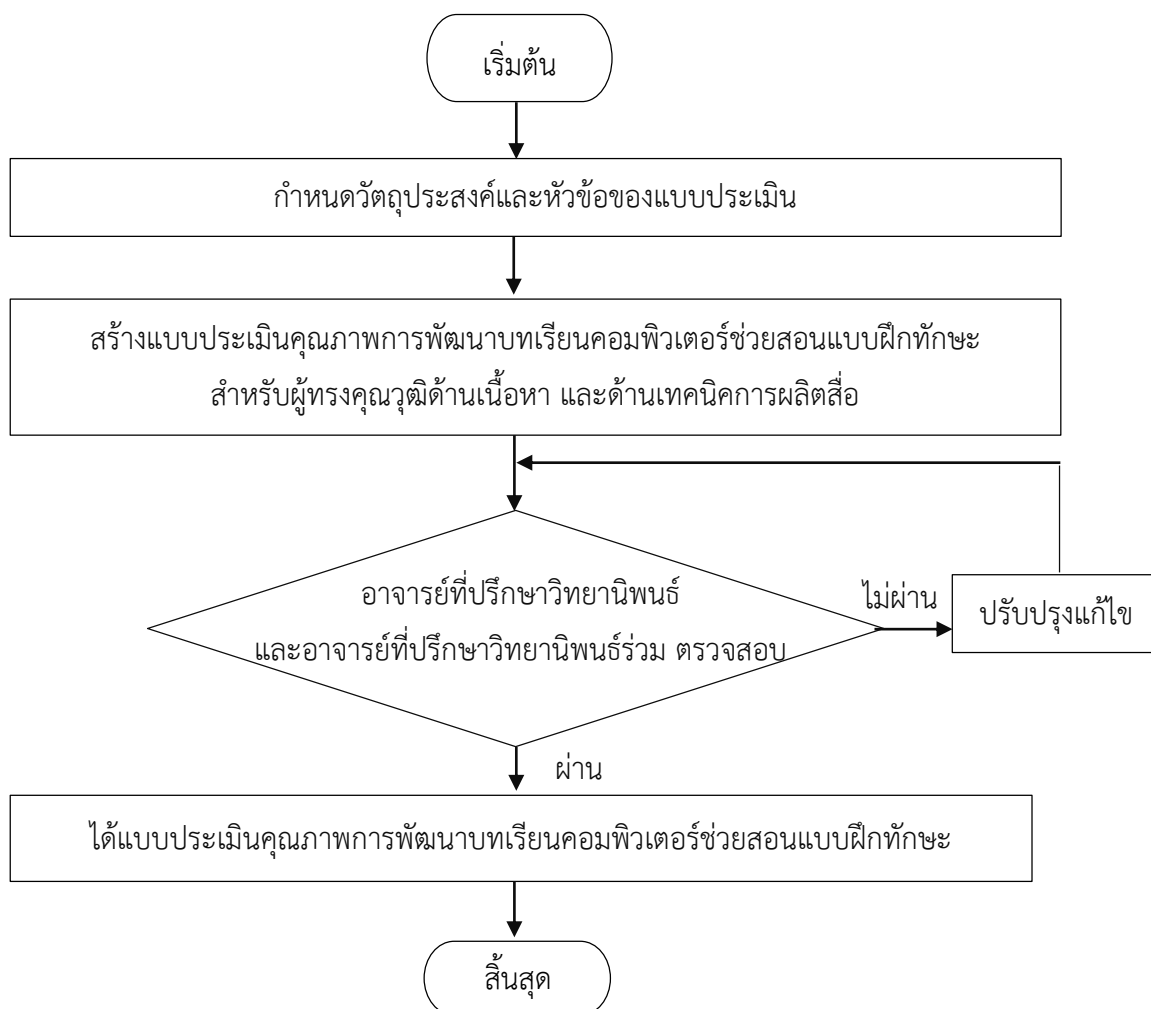 เริ่มต้น
กำหนดวัตถุประสงค์และหัวข้อของแบบประเมิน
สร้างแบบประเมินคุณภาพการพัฒนาบทเรียนคอมพิวเตอร์ช่วยสอนแบบฝึกทักษะ
สำหรับผู้ทรงคุณวุฒิด้านเนื้อหา และด้านเทคนิคการผลิตสื่อ
อาจารย์ที่ปรึกษาวิทยานิพนธ์
และอาจารย์ที่ปรึกษาวิทยานิพนธ์ร่วม ตรวจสอบ
ไม่ผ่าน
ปรับปรุงแก้ไข
ผ่าน
ได้แบบประเมินคุณภาพการพัฒนาบทเรียนคอมพิวเตอร์ช่วยสอนแบบฝึกทักษะ
สิ้นสุด